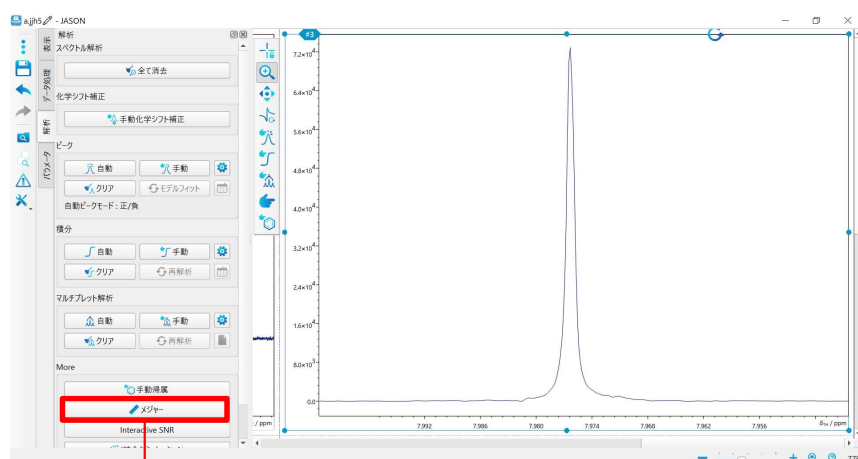 a.jjh5 - JASON
解析
スペクトル解析
全て消去
化学シフト補正
手動化学シフト補正
ピーク
自動
手動
クリア
モデルフィット
自動ピークモード : 正/負
積分
自動
手動
クリア
再解析
マルチプレット解析
自動
手動
クリア
再解析
More
手動帰属
メジャー
Interactive SNR
表示
データ処理
解析
パラメータ
#3
7.2×10⁴
6.4×10⁴
5.6×10⁴
4.8×10⁴
4.0×10⁴
3.2×10⁴
2.4×10⁴
1.6×10⁴
8.0×10³
0.0
/ ppm
7.992
7.986
7.980
7.974
7.968
7.962
7.956
δ₁ₕ / ppm